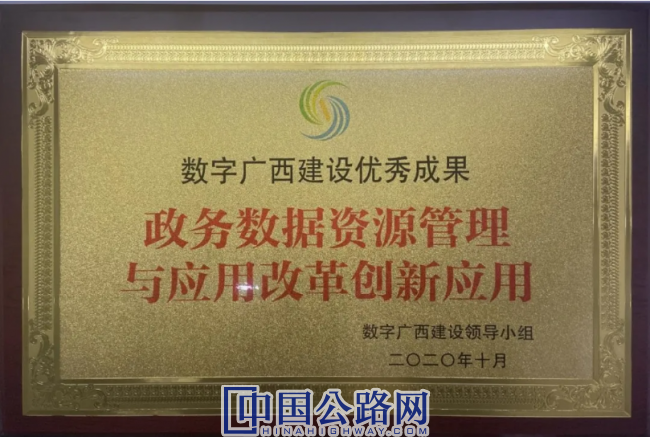 数字广西建设优秀成果
政务数据资源管理
与应用改革创新应用
数字广西建设领导小组
二〇二〇年十月
中国公路网
CHINAHIGHWAY.COM